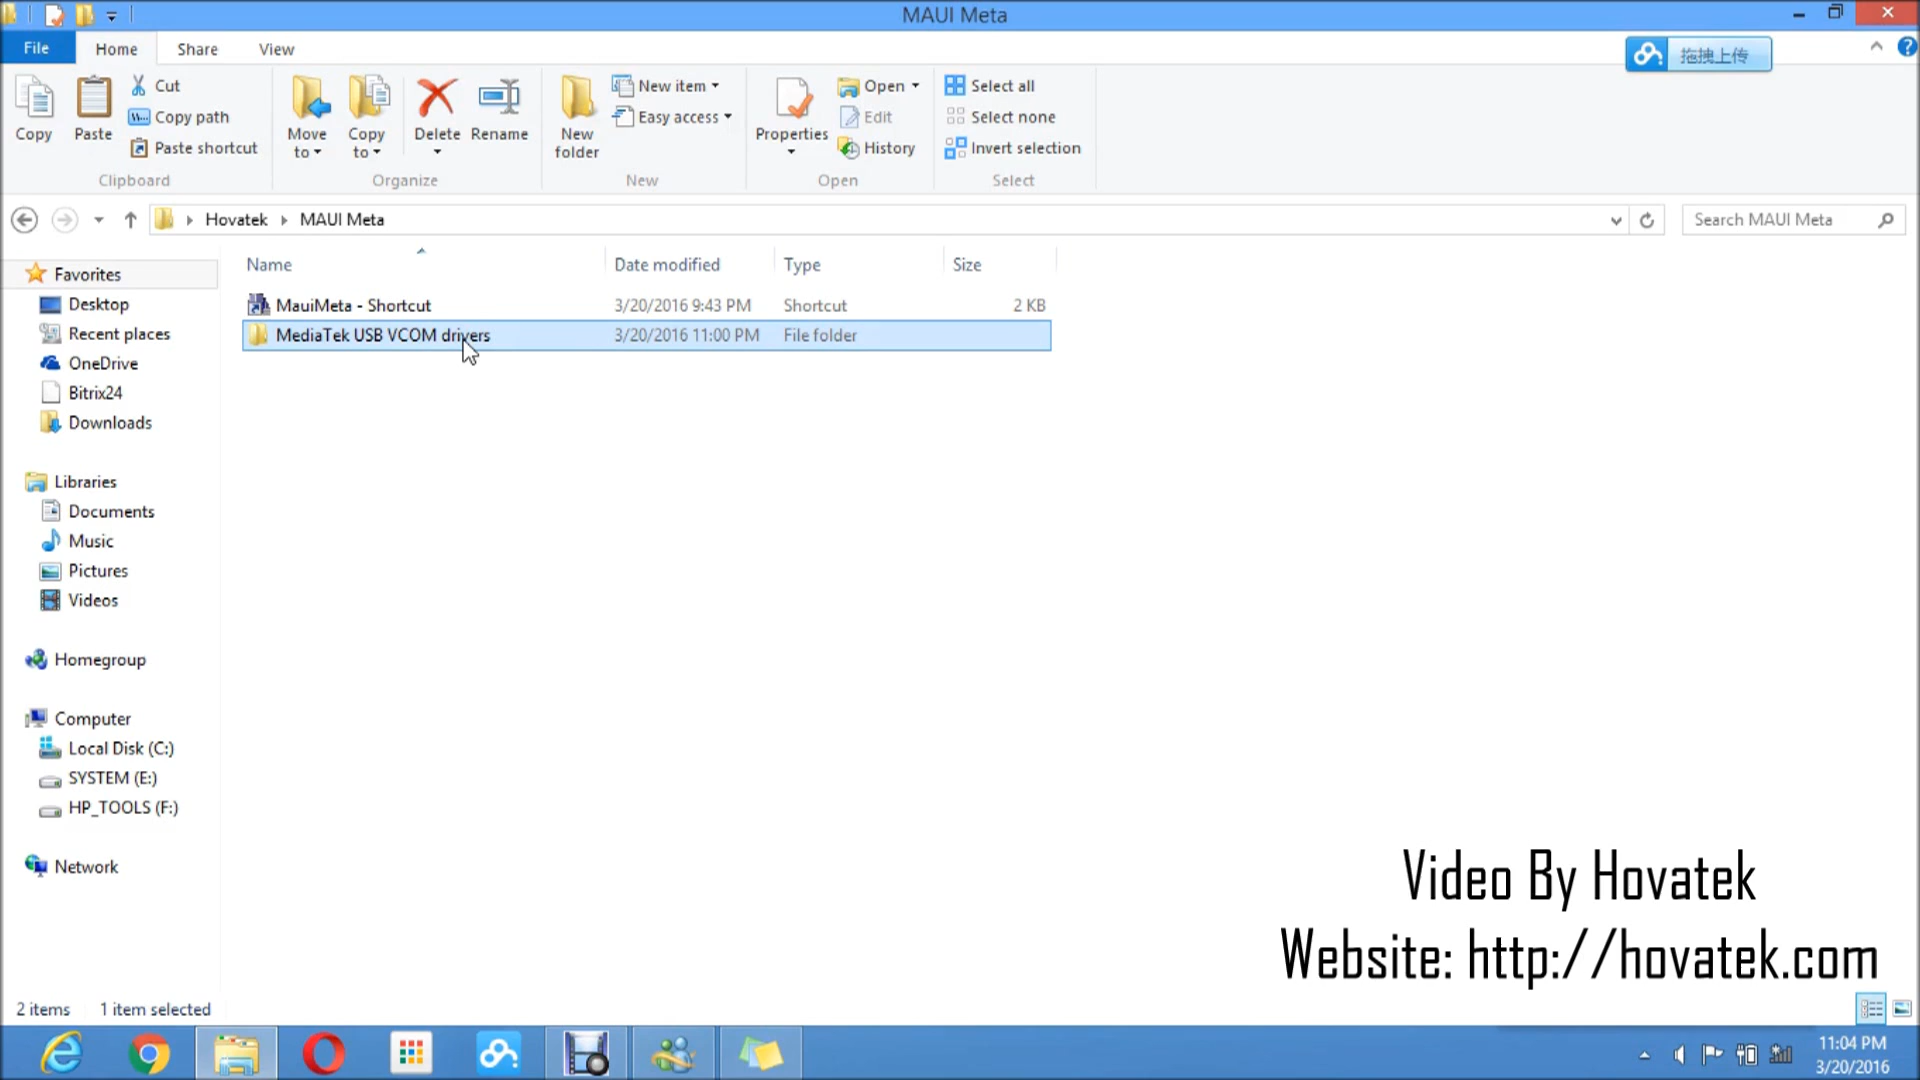 MAUI Meta
File Home Share View
拖拽上传
Copy
Paste
Cut
Copy path
Paste shortcut
Clipboard
Move to
Copy to
Delete
Rename
Organize
New folder
New item
Easy access
New
Properties
Open
Edit
History
Open
Select all
Select none
Invert selection
Select
Hovatek MAUI Meta
Search MAUI Meta
Name Date modified Type Size
MauiMeta - Shortcut 3/20/2016 9:43 PM Shortcut 2 KB
MediaTek USB VCOM drivers 3/20/2016 11:00 PM File folder
Favorites
Desktop
Recent places
OneDrive
Bitrix24
Downloads
Libraries
Documents
Music
Pictures
Videos
Homegroup
Computer
Local Disk (C:)
SYSTEM (E:)
HP_TOOLS (F:)
Network
Video By Hovatek
Website: http://hovatek.com
2 items 1 item selected
11:04 PM
3/20/2016